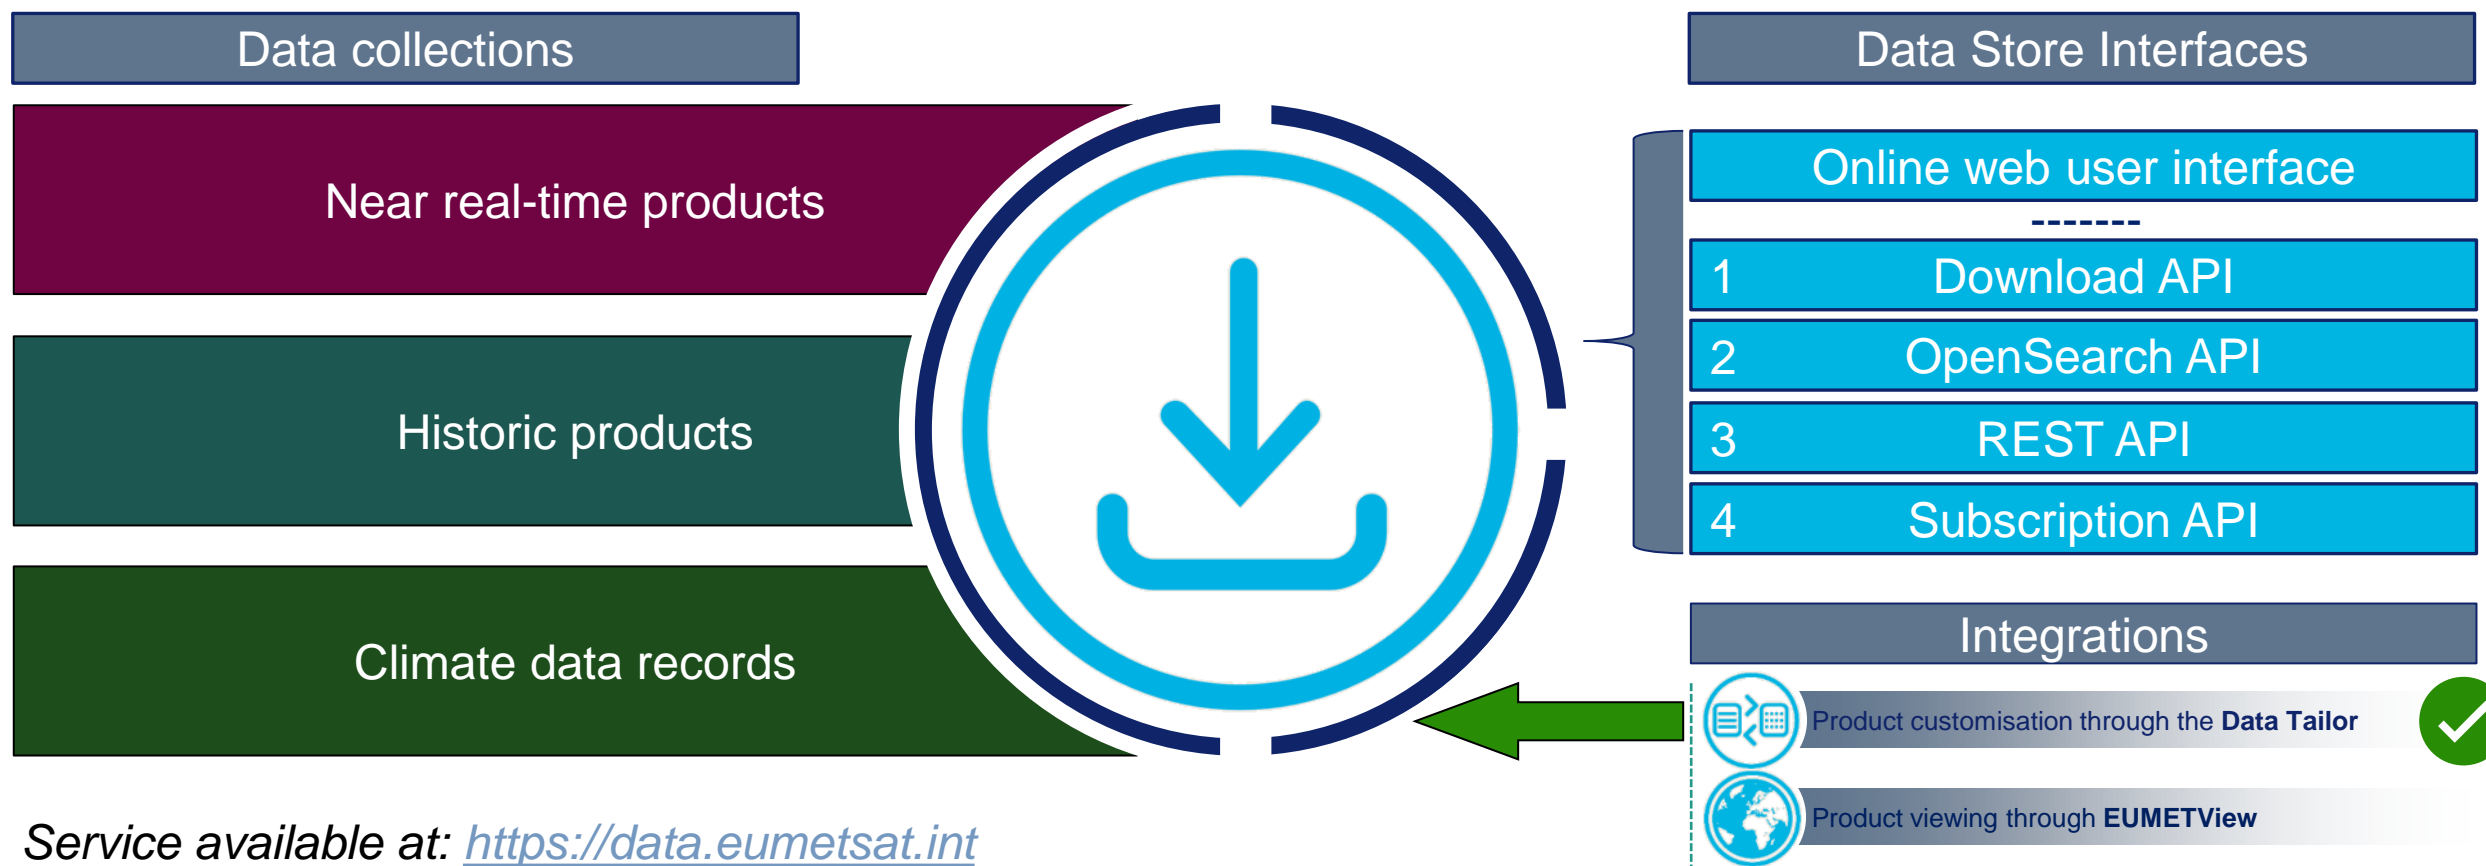 Data collections
Near real-time products
Historic products
Climate data records
Service available at: https://data.eumetsat.int
Data Store Interfaces
Online web user interface
-------
1 Download API
2 OpenSearch API
3 REST API
4 Subscription API
Integrations
Product customisation through the Data Tailor
Product viewing through EUMETView